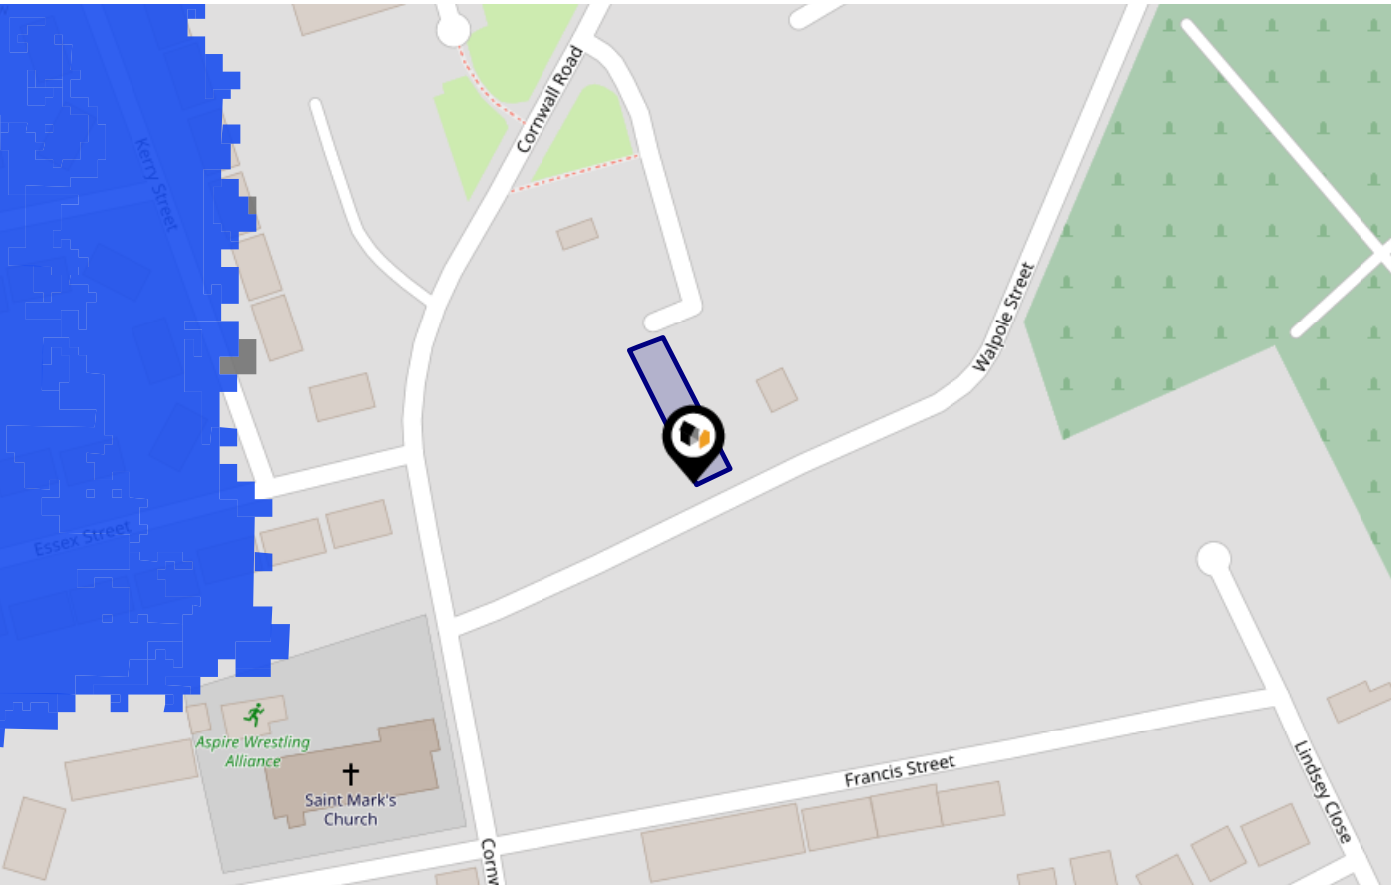 Cornwall Road
Kerry Street
Walpole Street
Essex Street
Aspire Wrestling
Alliance
Saint Mark's
Church
Francis Street
Lindsey Close
Cornw